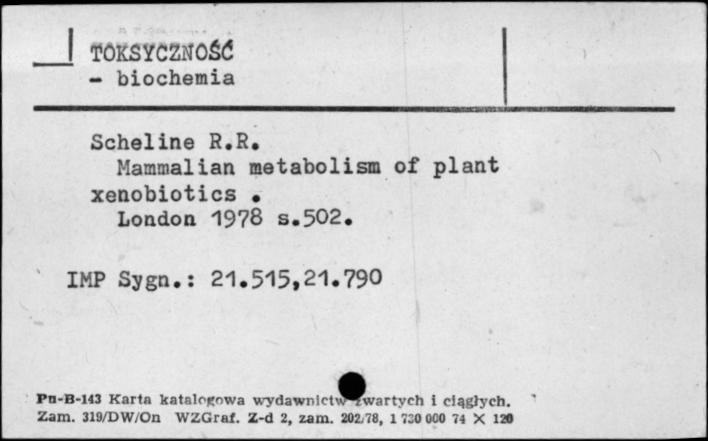 TOKSYCZNOŚĆ
- biochemia
Scheline R.R.
Mammalian metabolism of plant
xenobiotics .
London 1978 s.502.
IMP Sygn.: 21.515,21.790
Pu-B-143 Karta katalogowa wydawnictw zwartych i ciągłych.
Zam. 319/DW/On WZGraf. Z-d 2, zam. 202/78, 1 730 000 74 X 120